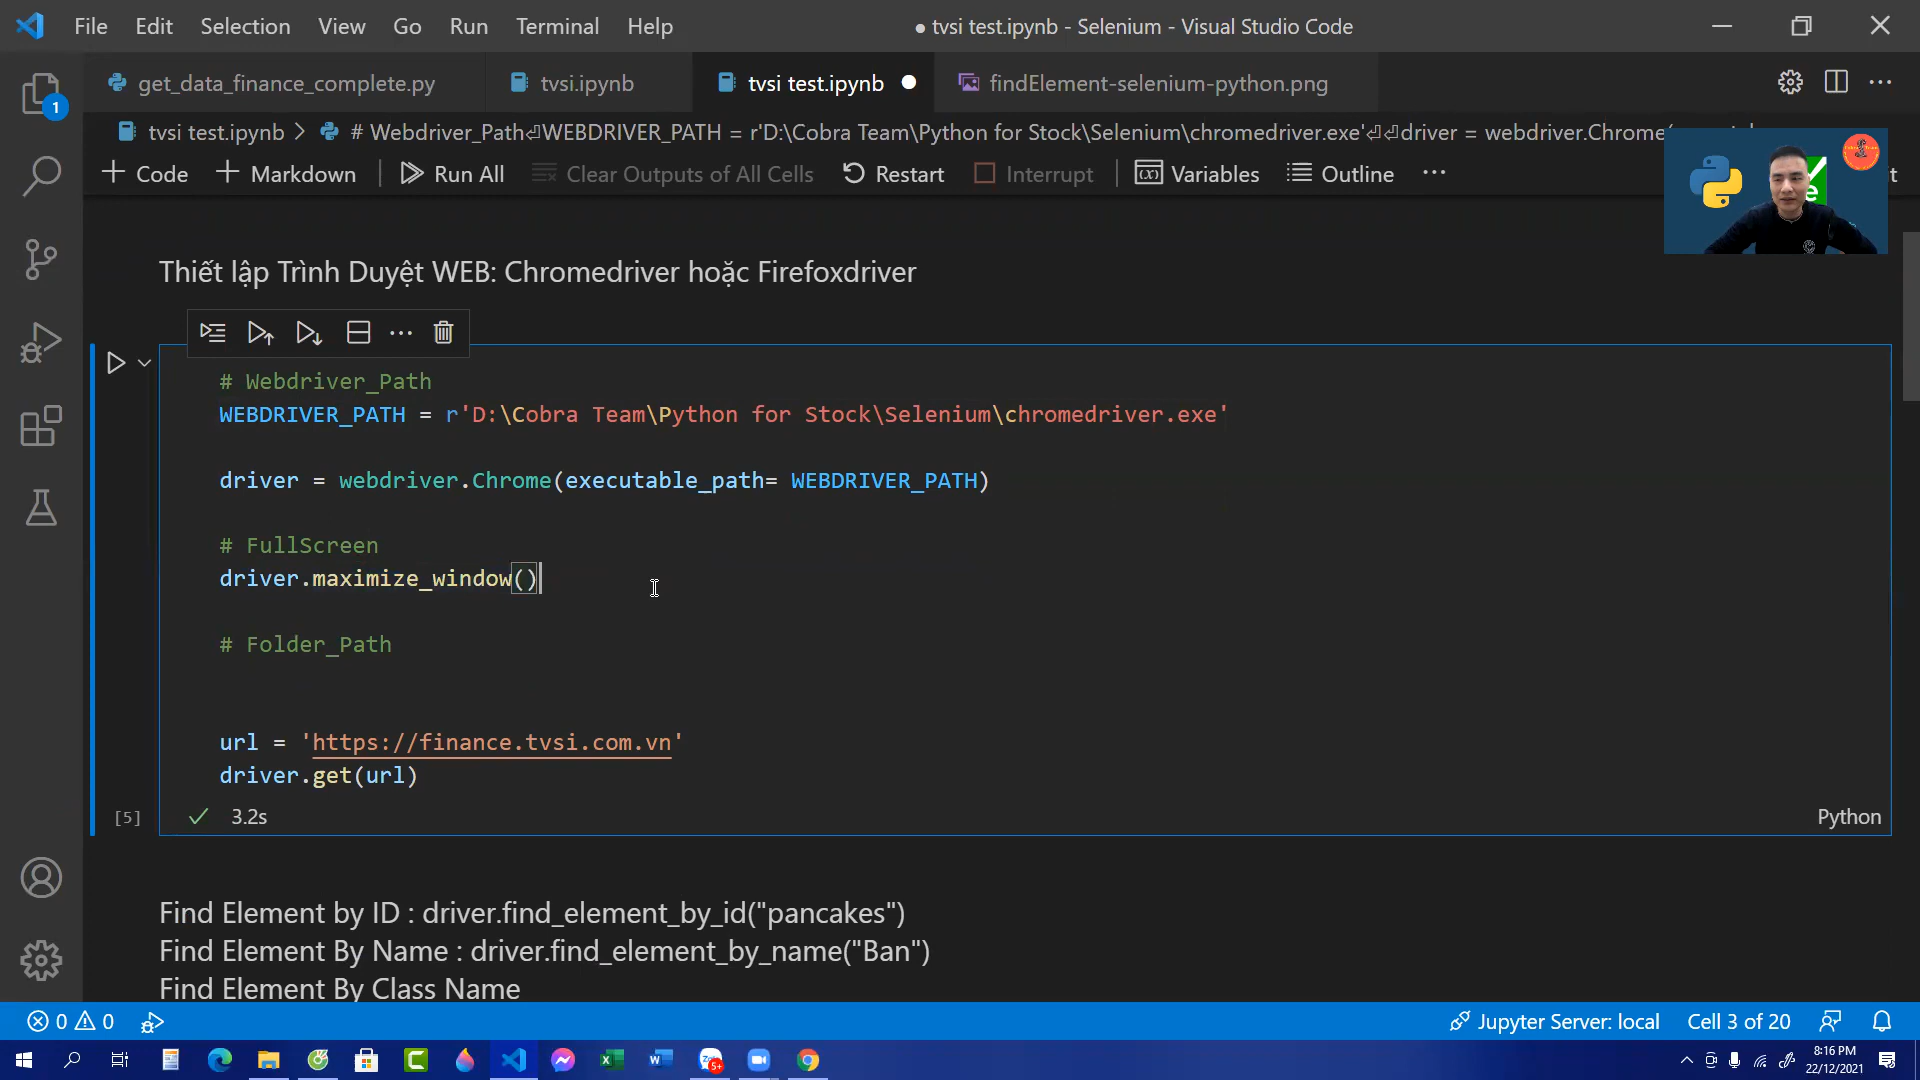 File Edit Selection View Go Run Terminal Help
● tvsi test.ipynb - Selenium - Visual Studio Code
1
get_data_finance_complete.py
tvsi.ipynb
tvsi test.ipynb
findElement-selenium-python.png
tvsi test.ipynb > # Webdriver_Path⏎WEBDRIVER_PATH = r'D:\Cobra Team\Python for Stock\Selenium\chromedriver.exe'⏎⏎driver = webdriver.Chrome(
Code Markdown Run All Clear Outputs of All Cells Restart Interrupt Variables Outline
Thiết lập Trình Duyệt WEB: Chromedriver hoặc Firefoxdriver
# Webdriver_Path
WEBDRIVER_PATH = r'D:\Cobra Team\Python for Stock\Selenium\chromedriver.exe'
driver = webdriver.Chrome(executable_path= WEBDRIVER_PATH)
# FullScreen
driver.maximize_window()
# Folder_Path
url = 'https://finance.tvsi.com.vn'
driver.get(url)
[5] 3.2s
Python
Find Element by ID : driver.find_element_by_id("pancakes")
Find Element By Name : driver.find_element_by_name("Ban")
Find Element By Class Name
0 0
Jupyter Server: local
Cell 3 of 20
8:16 PM
22/12/2021